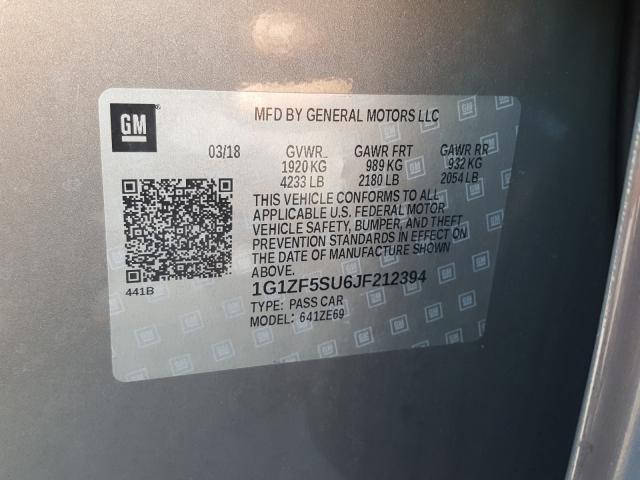 GM
MFD BY GENERAL MOTORS LLC
03/18 GVWR GAWR FRT GAWR RR
1920 KG 989 KG 932 KG
4233 LB 2180 LB 2054 LB
THIS VEHICLE CONFORMS TO ALL
APPLICABLE U.S. FEDERAL MOTOR
VEHICLE SAFETY, BUMPER, AND THEFT
PREVENTION STANDARDS IN EFFECT ON
THE DATE OF MANUFACTURE SHOWN
ABOVE.
441B
1G1ZF5SU6JF212394
TYPE: PASS CAR
MODEL: 641ZE69